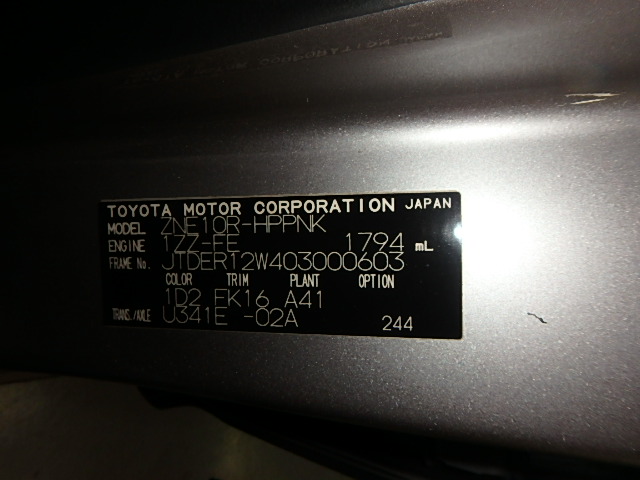 TOYOTA MOTOR CORPORATION JAPAN
MODEL ZNE10R-HPPNK
ENGINE 1ZZ-FE 1794 mL
FRAME No. JTDER12W403000603
COLOR TRIM PLANT OPTION
1D2 FK16 A41
TRANS./AXLE U341E -02A 244